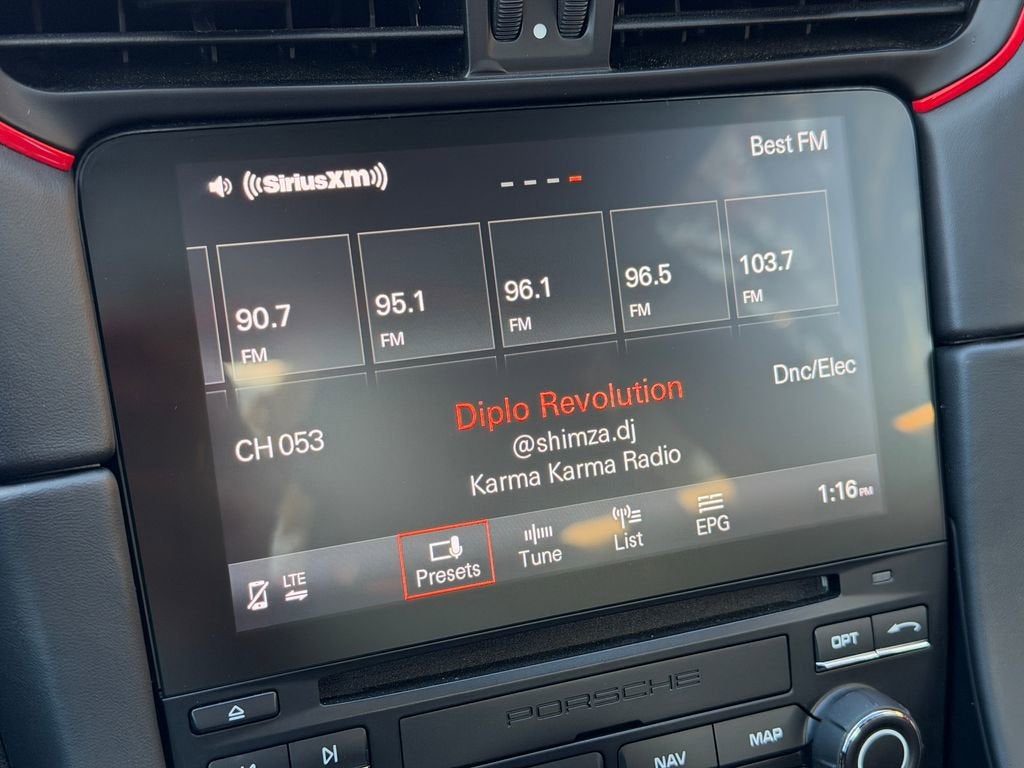 Best FM
SiriusXM
90.7
FM
95.1
FM
96.1
FM
96.5
FM
103.7
FM
Dnc/Elec
Diplo Revolution
CH 053
@shimza.dj
Karma Karma Radio
1:16 PM
LTE
Presets
Tune
List
EPG
OPT
PORSCHE
NAV
MAP